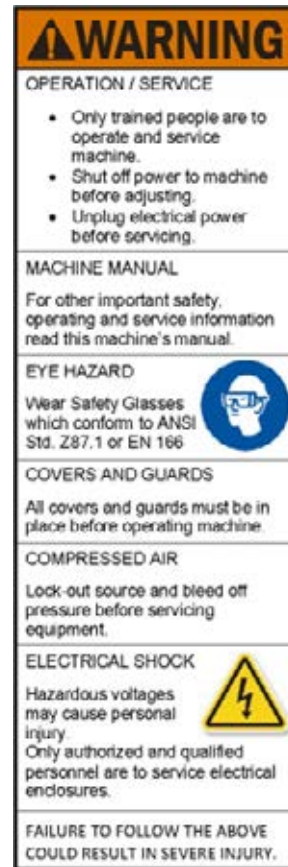 WARNING
OPERATION / SERVICE
• Only trained people are to
operate and service
machine.
• Shut off power to machine
before adjusting.
• Unplug electrical power
before servicing.
MACHINE MANUAL
For other important safety,
operating and service information
read this machine's manual.
EYE HAZARD
Wear Safety Glasses
which conform to ANSI
Std. Z87.1 or EN 166
COVERS AND GUARDS
All covers and guards must be in
place before operating machine.
COMPRESSED AIR
Lock-out source and bleed off
pressure before servicing
equipment.
ELECTRICAL SHOCK
Hazardous voltages
may cause personal
injury.
Only authorized and qualified
personnel are to service electrical
enclosures.
FAILURE TO FOLLOW THE ABOVE
COULD RESULT IN SEVERE INJURY.